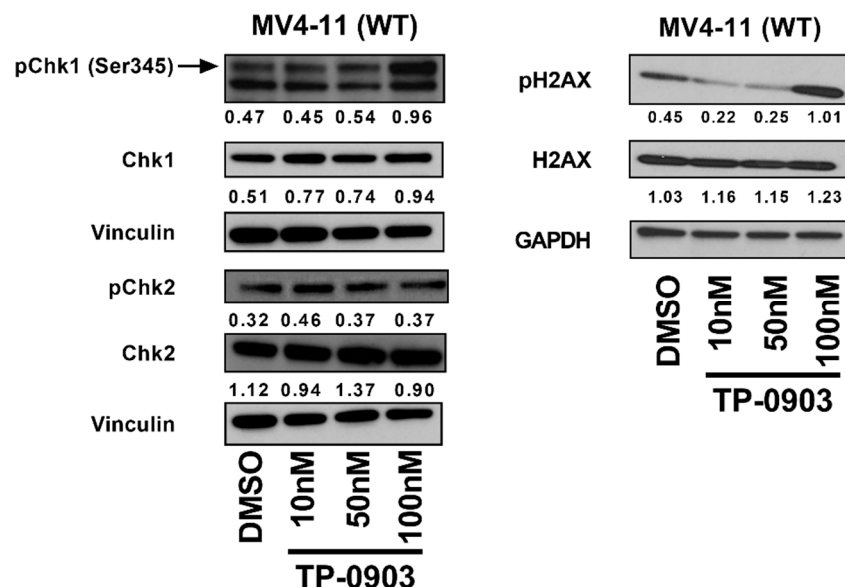 MV4-11 (WT)
pChk1 (Ser345)
0.47 0.45 0.54 0.96
Chk1
0.51 0.77 0.74 0.94
Vinculin
pChk2
0.32 0.46 0.37 0.37
Chk2
1.12 0.94 1.37 0.90
Vinculin
DMSO 10nM 50nM 100nM
TP-0903
MV4-11 (WT)
pH2AX
0.45 0.22 0.25 1.01
H2AX
1.03 1.16 1.15 1.23
GAPDH
DMSO 10nM 50nM 100nM
TP-0903